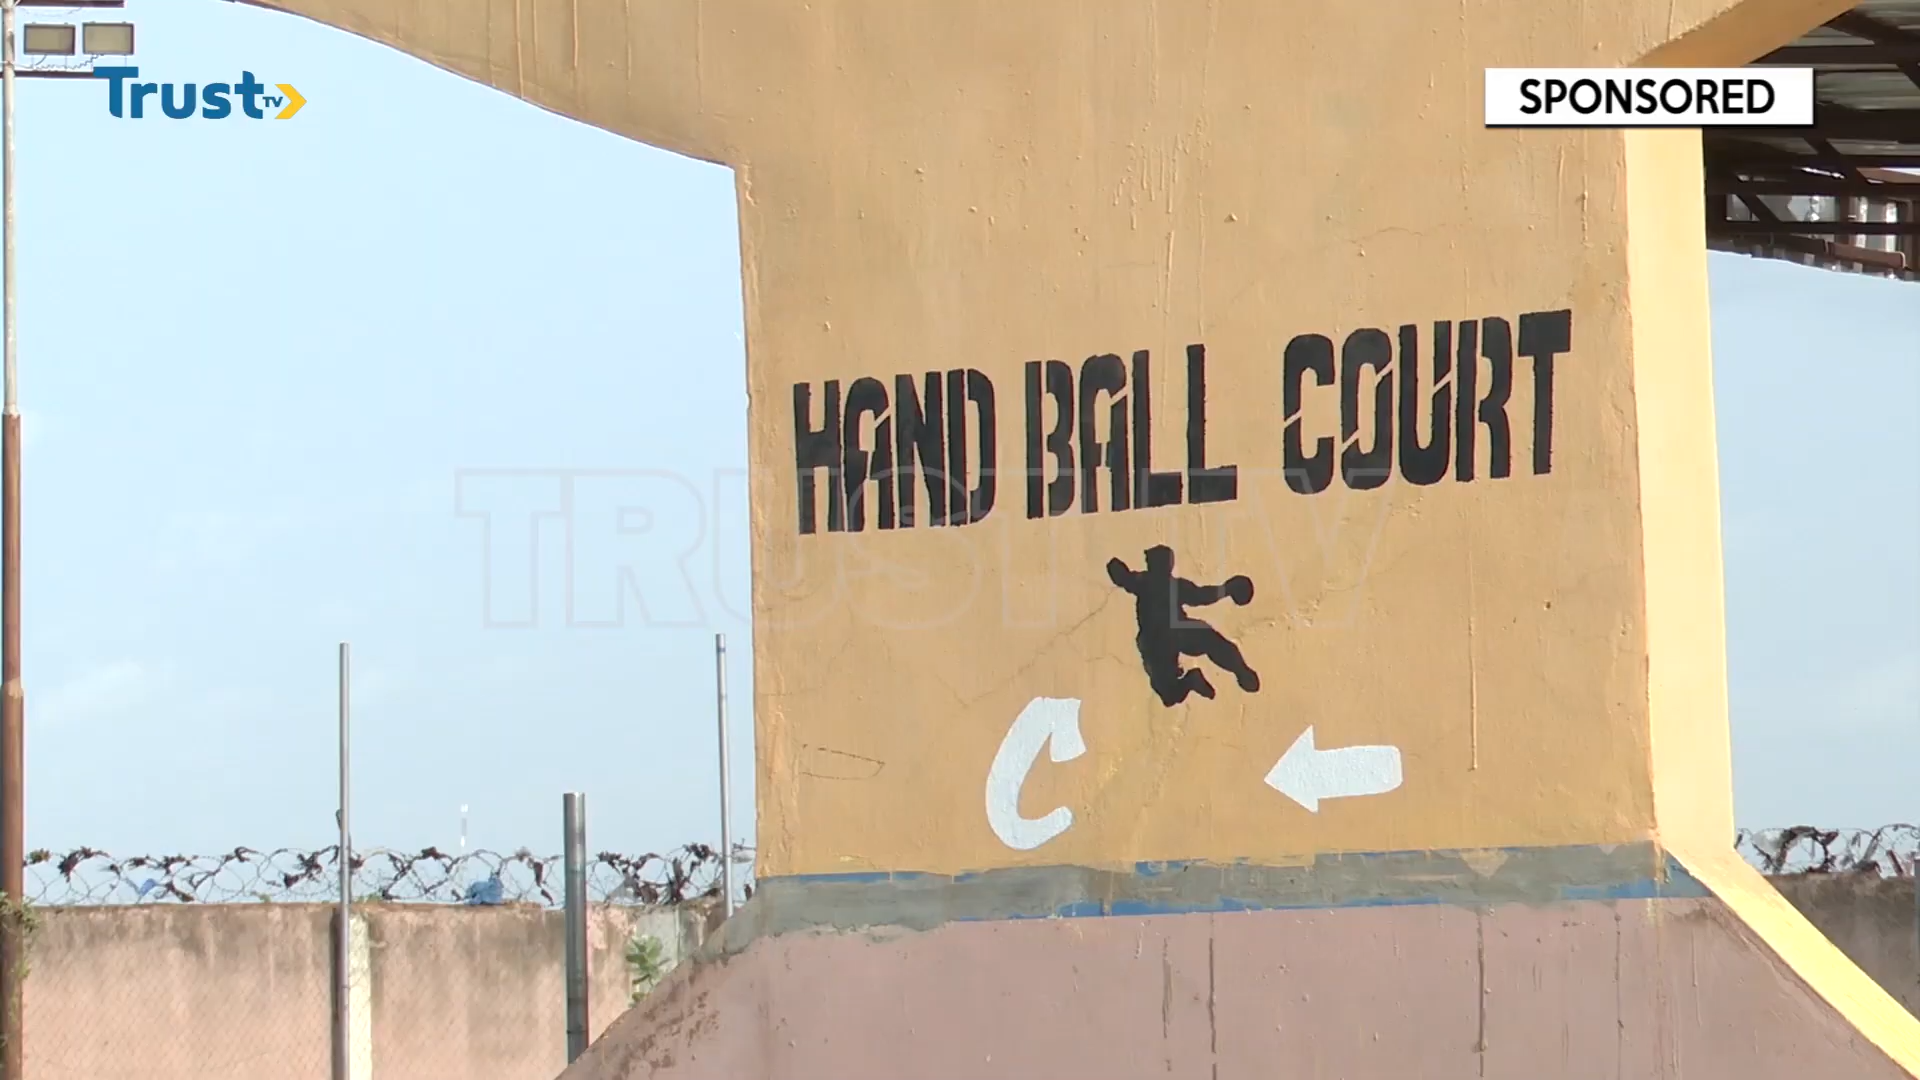 Trust TV
SPONSORED
HAND BALL COURT
TRUST TV
C